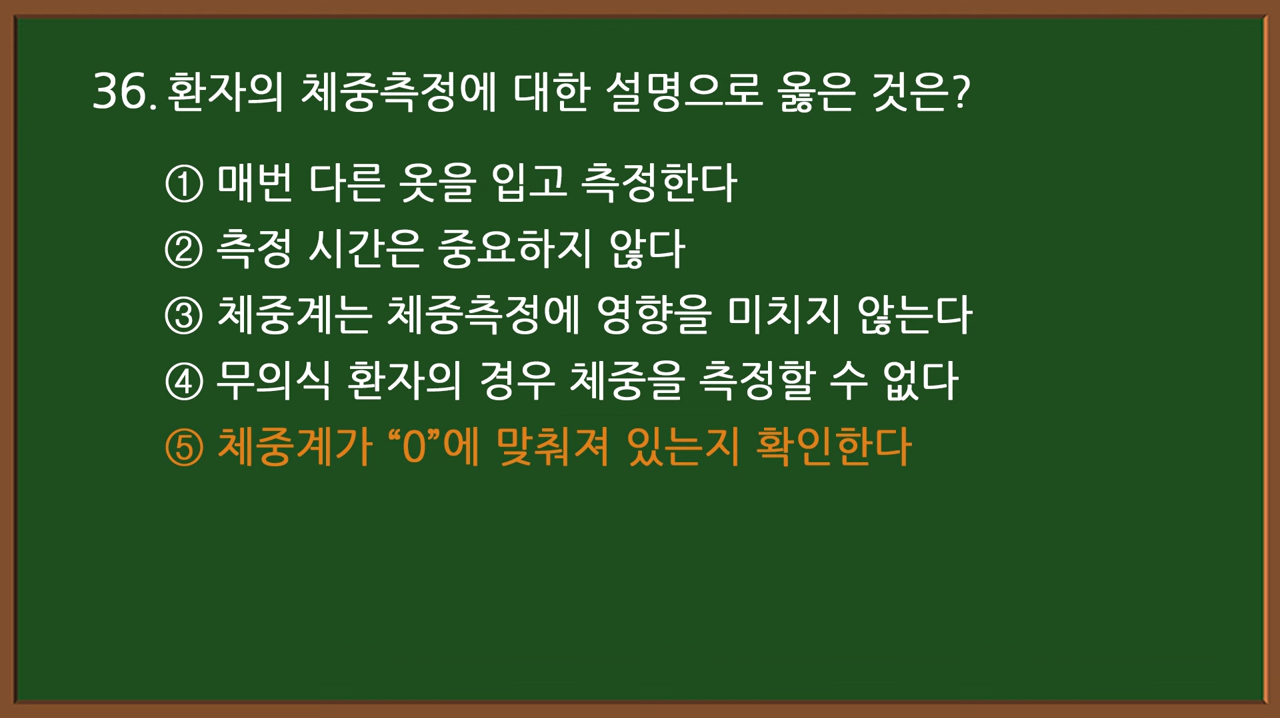 36. 환자의 체중측정에 대한 설명으로 옳은 것은?
① 매번 다른 옷을 입고 측정한다
② 측정 시간은 중요하지 않다
③ 체중계는 체중측정에 영향을 미치지 않는다
④ 무의식 환자의 경우 체중을 측정할 수 없다
⑤ 체중계가 “0”에 맞춰져 있는지 확인한다